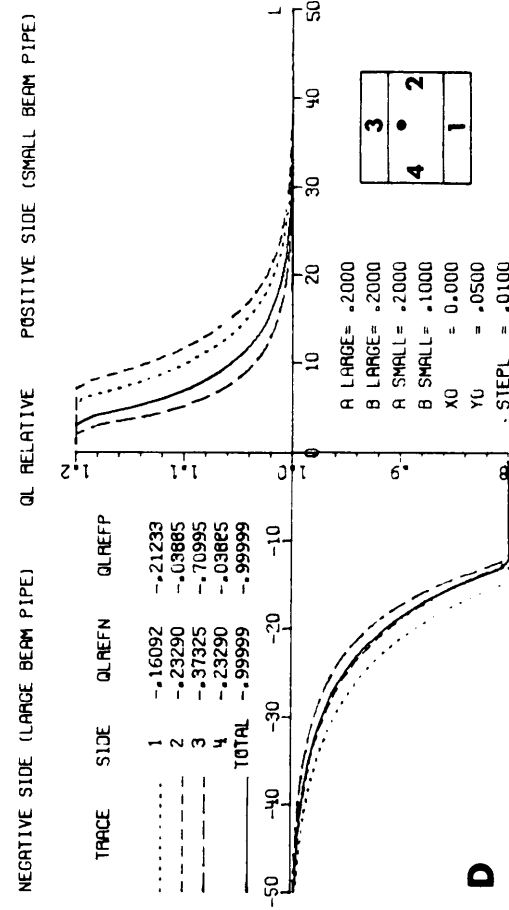 NEGATIVE SIDE (LARGE BEAM PIPE) QL RELATIVE POSITIVE SIDE (SMALL BEAM PIPE)
TRACE SIDE QLREFN QLREFP
1 -.16092 -.21233
2 -.23290 -.03885
3 -.37325 -.70995
4 -.23290 -.03885
TOTAL -.99999 -.99999
1.2
1.1
1.0
.9
.8
-50 -40 -30 -20 -10 0 10 20 30 40 50
L
A LARGE= .2000
B LARGE= .2000
A SMALL= .2000
B SMALL= .1000
X0 = 0.000
Y0 = .0500
STEPL = .0100
3
4 2
1
D